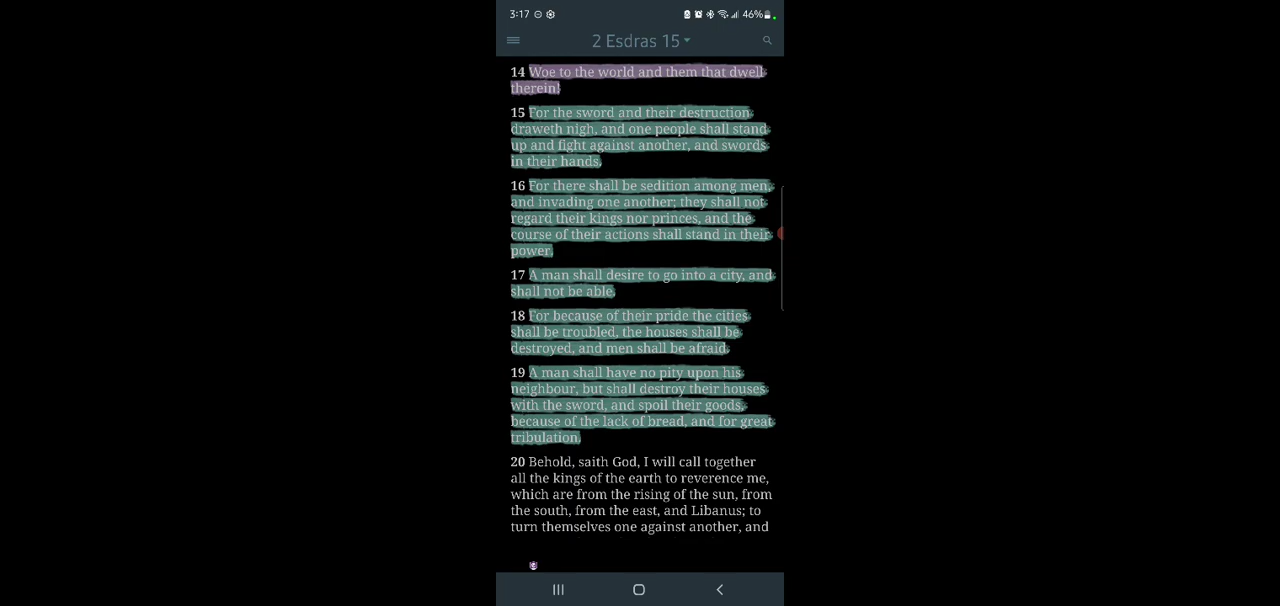 3:17
46%
2 Esdras 15
14 Woe to the world and them that dwell
therein!
15 For the sword and their destruction
draweth nigh, and one people shall stand
up and fight against another, and swords
in their hands.
16 For there shall be sedition among men,
and invading one another; they shall not
regard their kings nor princes, and the
course of their actions shall stand in their
power.
17 A man shall desire to go into a city, and
shall not be able.
18 For because of their pride the cities
shall be troubled, the houses shall be
destroyed, and men shall be afraid.
19 A man shall have no pity upon his
neighbour, but shall destroy their houses
with the sword, and spoil their goods,
because of the lack of bread, and for great
tribulation.
20 Behold, saith God, I will call together
all the kings of the earth to reverence me,
which are from the rising of the sun, from
the south, from the east, and Libanus; to
turn themselves one against another, and